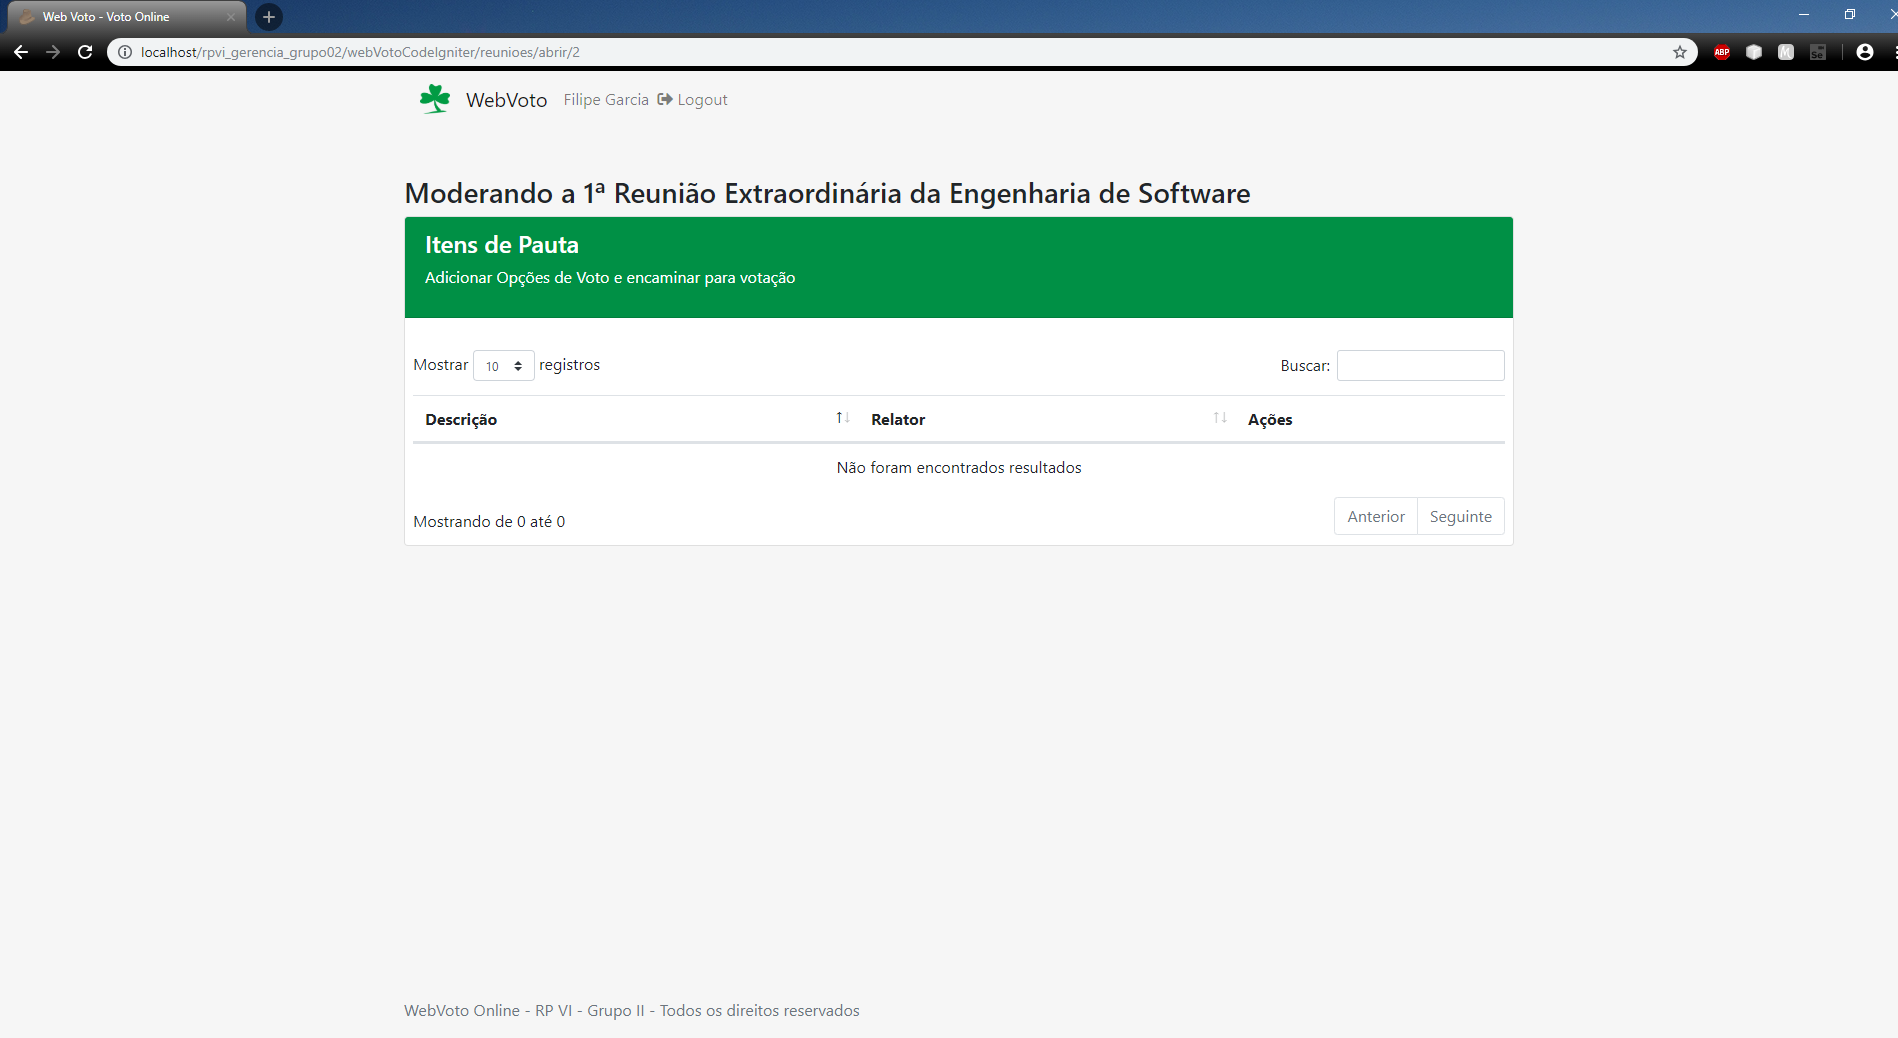 Web Voto - Voto Online
localhost/rpvi_gerencia_grupo02/webVotoCodeIgniter/reunioes/abrir/2
ABP
M
Se
WebVoto Filipe Garcia Logout
Moderando a 1ª Reunião Extraordinária da Engenharia de Software
Itens de Pauta
Adicionar Opções de Voto e encaminar para votação
Mostrar 10 registros
Buscar:
Descrição Relator Ações
Não foram encontrados resultados
Mostrando de 0 até 0
Anterior Seguinte
WebVoto Online - RP VI - Grupo II - Todos os direitos reservados